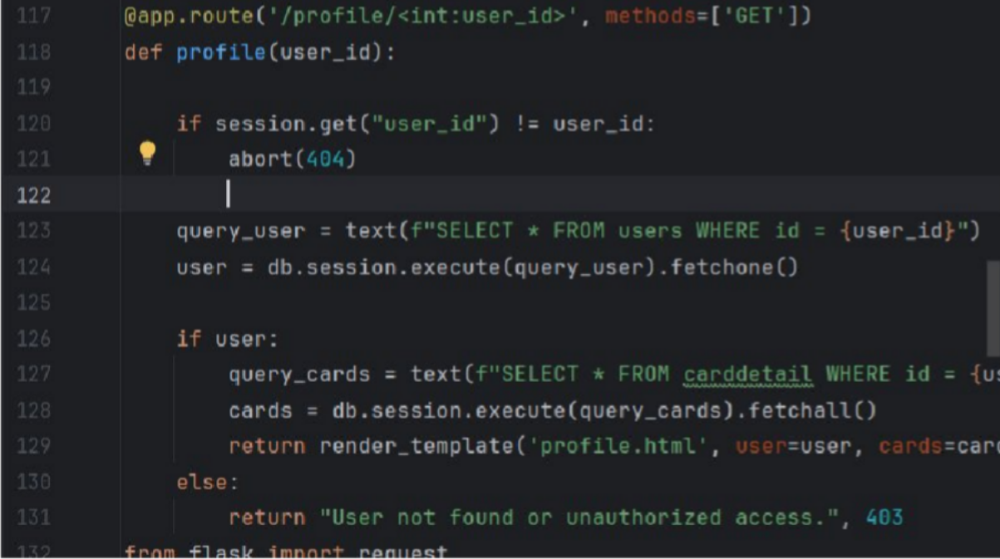 117 @app.route('/profile/<int:user_id>', methods=['GET'])
118 def profile(user_id):
119
120 if session.get("user_id") != user_id:
121 abort(404)
122
123 query_user = text(f"SELECT * FROM users WHERE id = {user_id}")
124 user = db.session.execute(query_user).fetchone()
125
126 if user:
127 query_cards = text(f"SELECT * FROM carddetail WHERE id = {us
128 cards = db.session.execute(query_cards).fetchall()
129 return render_template('profile.html', user=user, cards=card
130 else:
131 return "User not found or unauthorized access.", 403
132 from flask import request